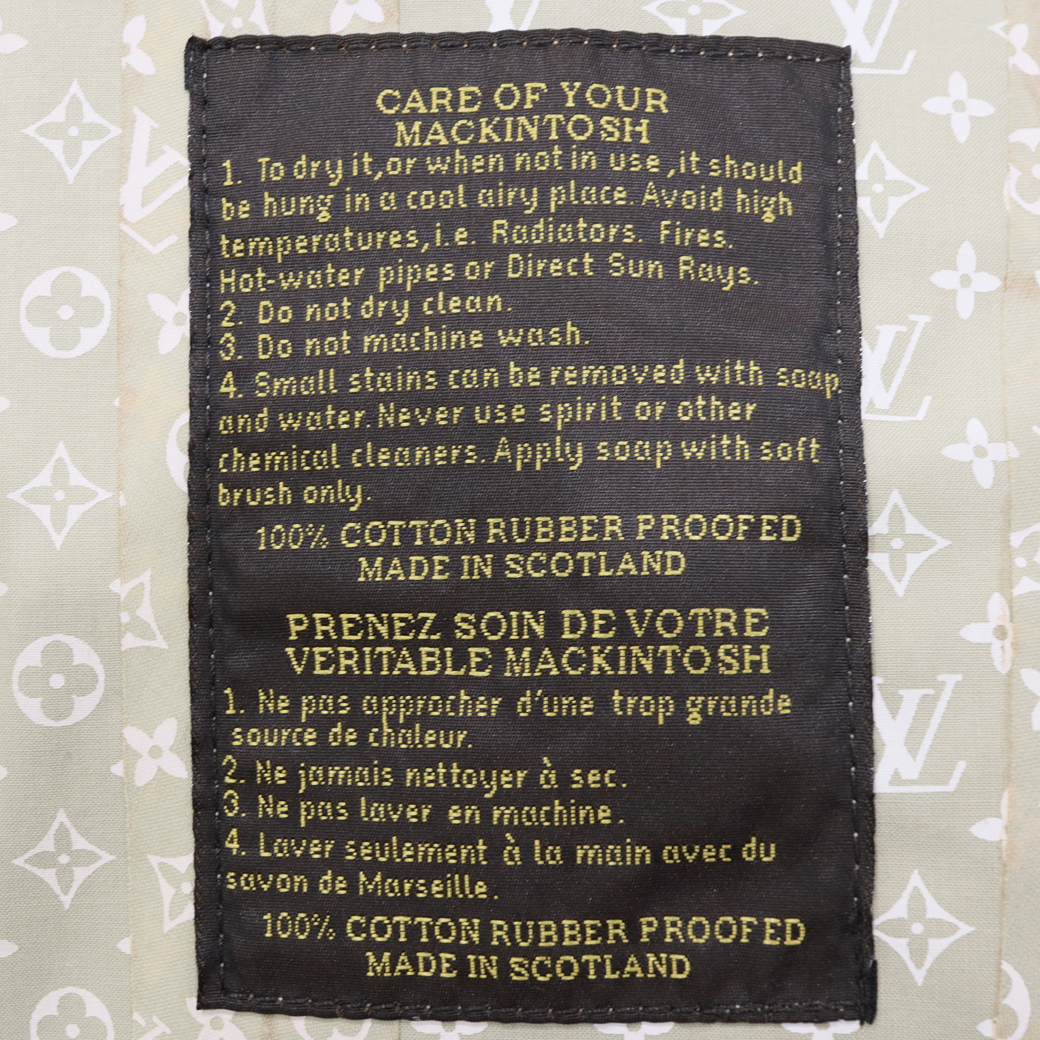 CARE OF YOUR
MACKINTOSH
1. To dry it, or when not in use, it should
be hung in a cool airy place. Avoid high
temperatures, i.e. Radiators. Fires.
Hot-water pipes or Direct Sun Rays.
2. Do not dry clean.
3. Do not machine wash.
4. Small stains can be removed with soap
and water. Never use spirit or other
chemical cleaners. Apply soap with soft
brush only.
100% COTTON RUBBER PROOFED
MADE IN SCOTLAND
PRENEZ SOIN DE VOTRE
VERITABLE MACKINTOSH
1. Ne pas approcher d'une trop grande
source de chaleur.
2. Ne jamais nettoyer à sec.
3. Ne pas laver en machine.
4. Laver seulement à la main avec du
savon de Marseille.
100% COTTON RUBBER PROOFED
MADE IN SCOTLAND